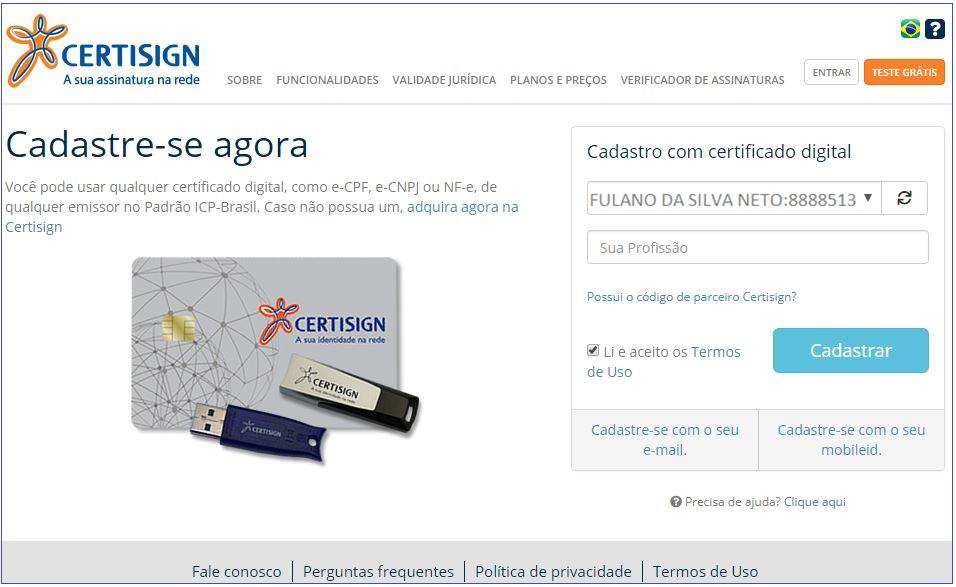 CERTISIGN
A sua assinatura na rede
SOBRE FUNCIONALIDADES VALIDADE JURÍDICA PLANOS E PREÇOS VERIFICADOR DE ASSINATURAS ENTRAR TESTE GRÁTIS
?
Cadastre-se agora
Você pode usar qualquer certificado digital, como e-CPF, e-CNPJ ou NF-e, de
qualquer emissor no Padrão ICP-Brasil. Caso não possua um, adquira agora na
Certisign
CERTISIGN
A sua identidade na rede
CERTISIGN
A sua identidade na rede
CERTISIGN
Cadastro com certificado digital
FULANO DA SILVA NETO:8888513
Sua Profissão
Possui o código de parceiro Certisign?
Li e aceito os Termos
de Uso
Cadastrar
Cadastre-se com o seu
e-mail.
Cadastre-se com o seu
mobileid.
? Precisa de ajuda? Clique aqui
Fale conosco | Perguntas frequentes | Política de privacidade | Termos de Uso